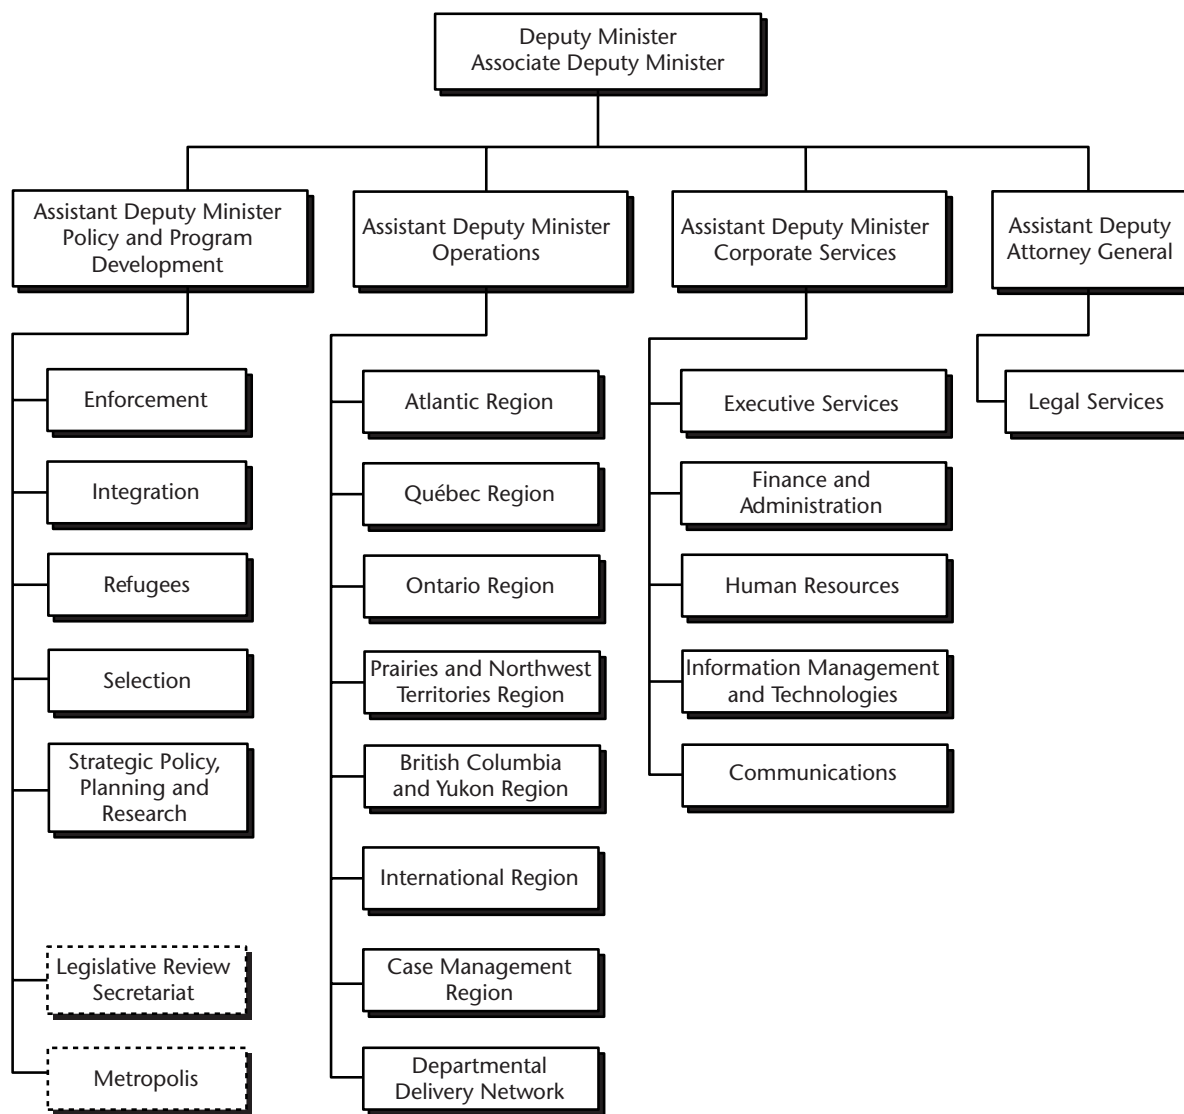 Deputy Minister
Associate Deputy Minister
Assistant Deputy Minister
Policy and Program
Development
Assistant Deputy Minister
Operations
Assistant Deputy Minister
Corporate Services
Assistant Deputy
Attorney General
Enforcement
Integration
Refugees
Selection
Strategic Policy,
Planning and
Research
Legislative Review
Secretariat
Metropolis
Atlantic Region
Québec Region
Ontario Region
Prairies and Northwest
Territories Region
British Columbia
and Yukon Region
International Region
Case Management
Region
Departmental
Delivery Network
Executive Services
Finance and
Administration
Human Resources
Information Management
and Technologies
Communications
Legal Services